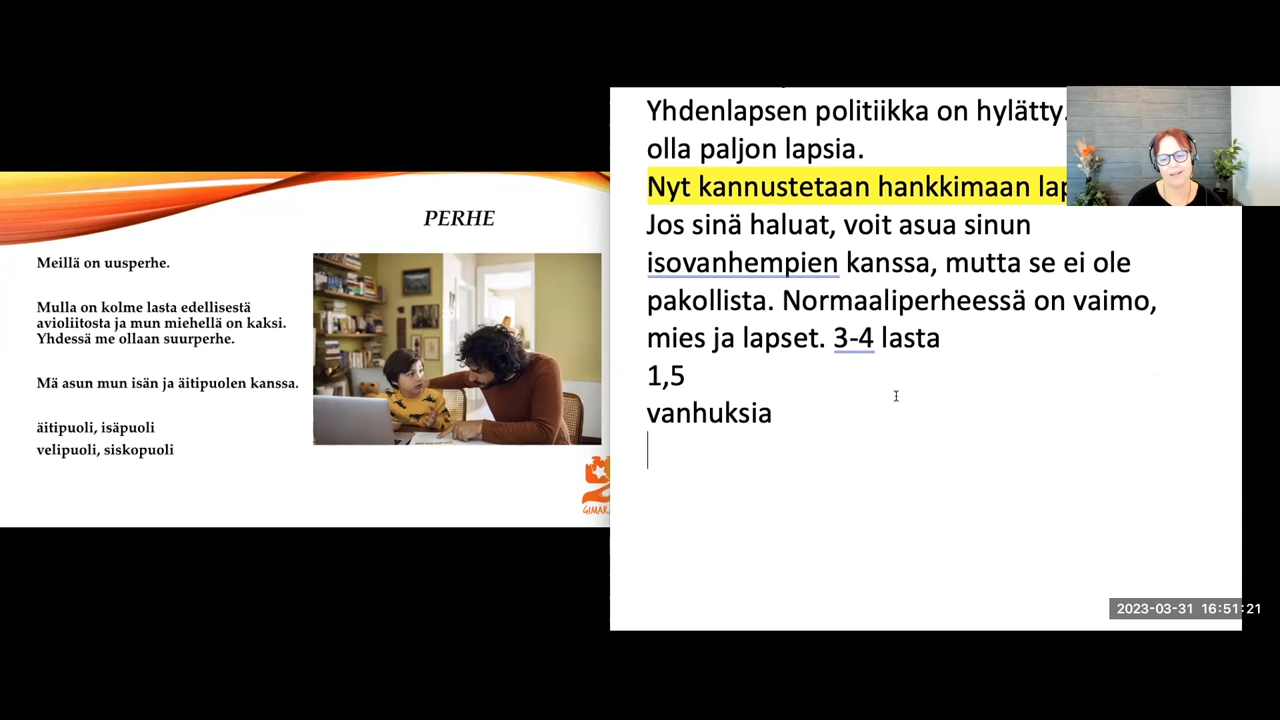 PERHE
Meillä on uusperhe.
Mulla on kolme lasta edellisestä
avioliitosta ja mun miehellä on kaksi.
Yhdessä me ollaan suurperhe.
Mä asun mun isän ja äitipuolen kanssa.
äitipuoli, isäpuoli
velipuoli, siskopuoli
Yhdenlapsen politiikka on hylätty.
olla paljon lapsia.
Nyt kannustetaan hankkimaan
Jos sinä haluat, voit asua sinun
isovanhempien kanssa, mutta se ei ole
pakollista. Normaaliperheessä on vaimo,
mies ja lapset. 3-4 lasta
1,5
vanhuksia
2023-03-31 16:51:21